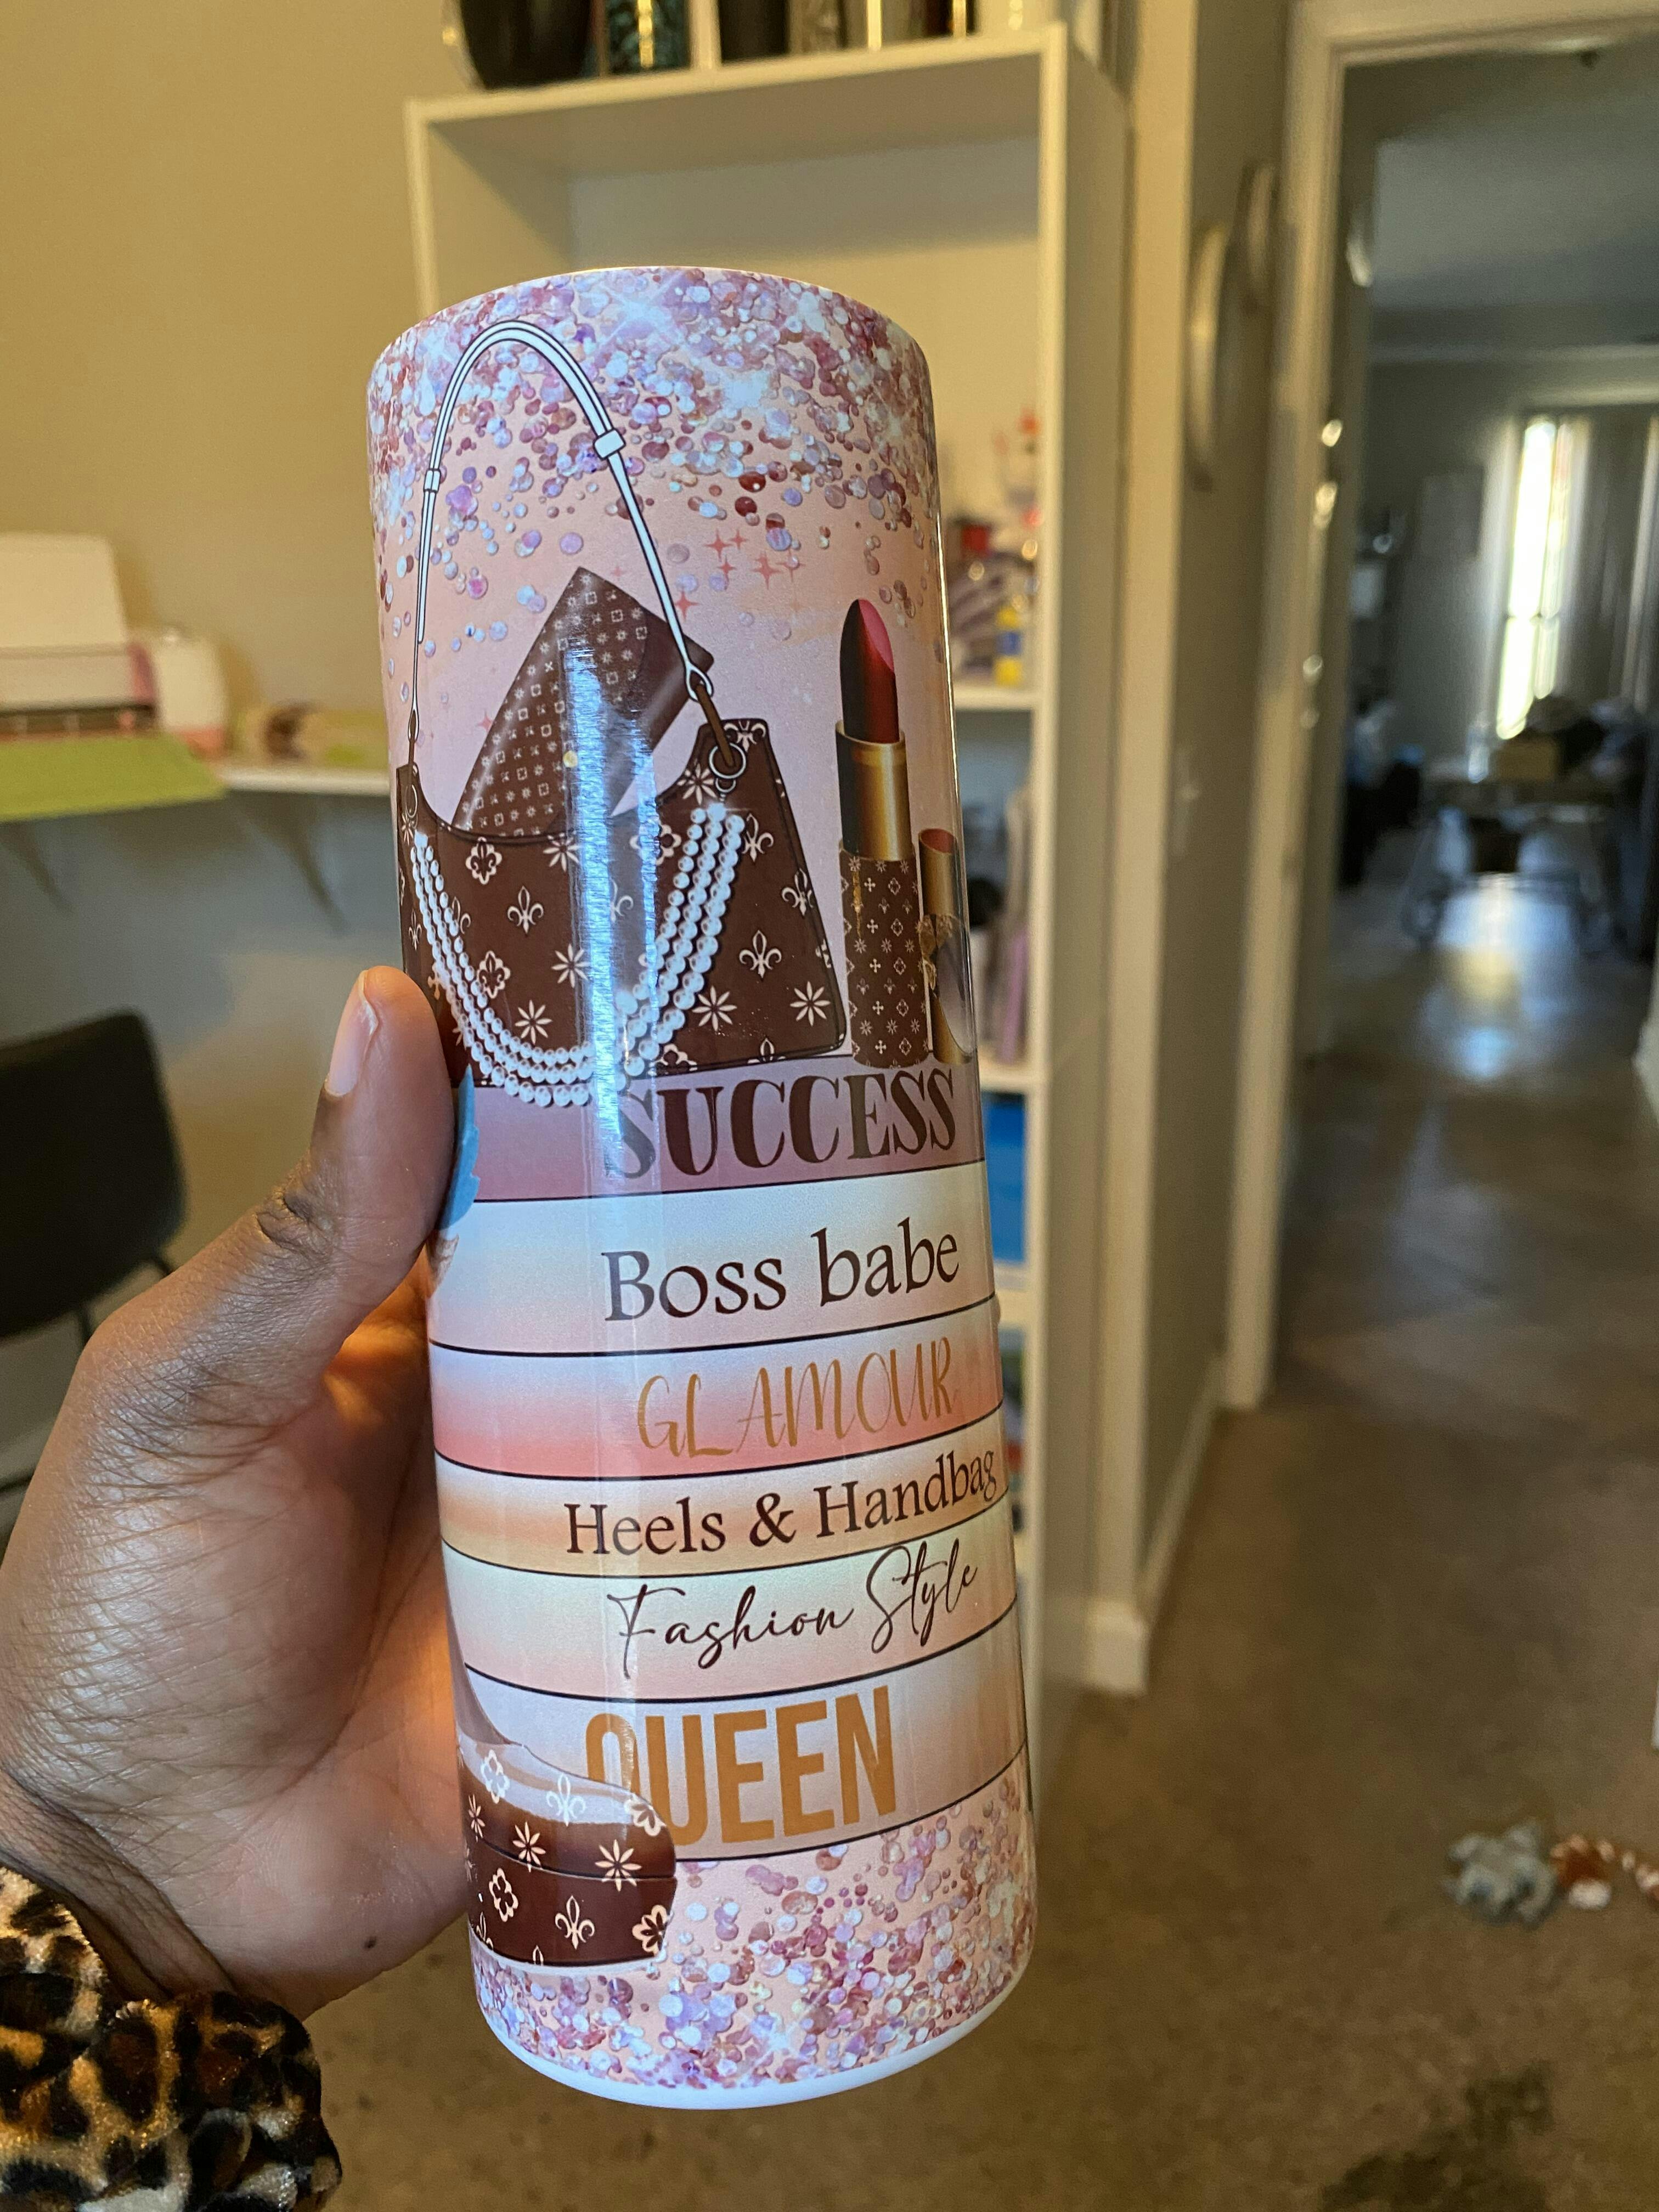 SUCCESS
Boss babe
GLAMOUR
Heels & Handbag
Fashion Style
QUEEN